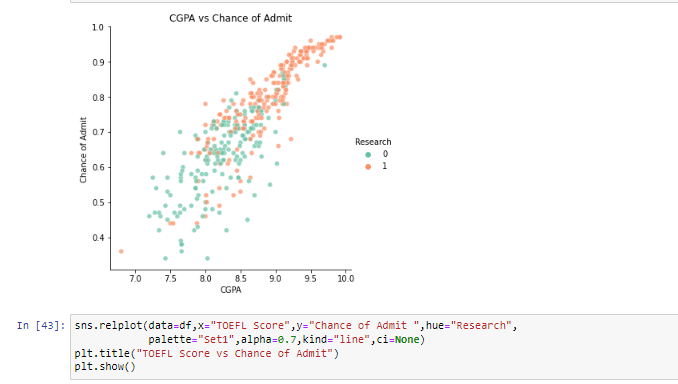 CGPA vs Chance of Admit
1.0
0.9
0.8
0.7
0.6
0.5
0.4
Chance of Admit
7.0 7.5 8.0 8.5 9.0 9.5 10.0
CGPA
Research
0
1
In [43]: sns.relplot(data=df,x="TOEFL Score",y="Chance of Admit ",hue="Research",
palette="Set1",alpha=0.7,kind="line",ci=None)
plt.title("TOEFL Score vs Chance of Admit")
plt.show()